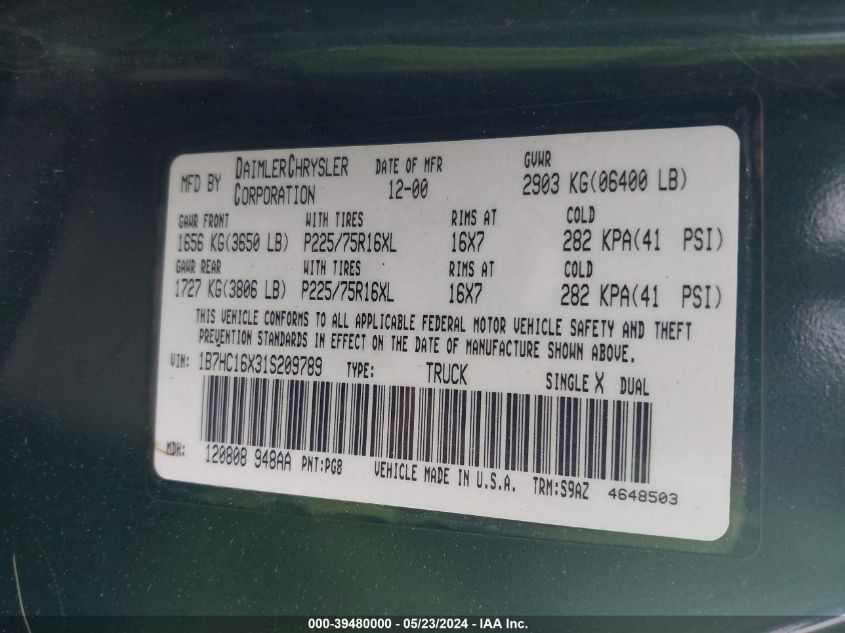 MFD BY DAIMLERCHRYSLER CORPORATION DATE OF MFR 12-00 GVWR 2903 KG(06400 LB)
GAWR FRONT WITH TIRES RIMS AT COLD
1656 KG(3650 LB) P225/75R16XL 16X7 282 KPA(41 PSI)
GAWR REAR WITH TIRES RIMS AT COLD
1727 KG(3806 LB) P225/75R16XL 16X7 282 KPA(41 PSI)
THIS VEHICLE CONFORMS TO ALL APPLICABLE FEDERAL MOTOR VEHICLE SAFETY AND THEFT
PREVENTION STANDARDS IN EFFECT ON THE DATE OF MANUFACTURE SHOWN ABOVE.
VIN: 1B7HC16X31S209789 TYPE: TRUCK SINGLE X DUAL
MDH: 120808 948AA PNT:PG8 VEHICLE MADE IN U.S.A. TRM:S9AZ 4648503
000-39480000 — 05/23/2024 — IAA Inc.